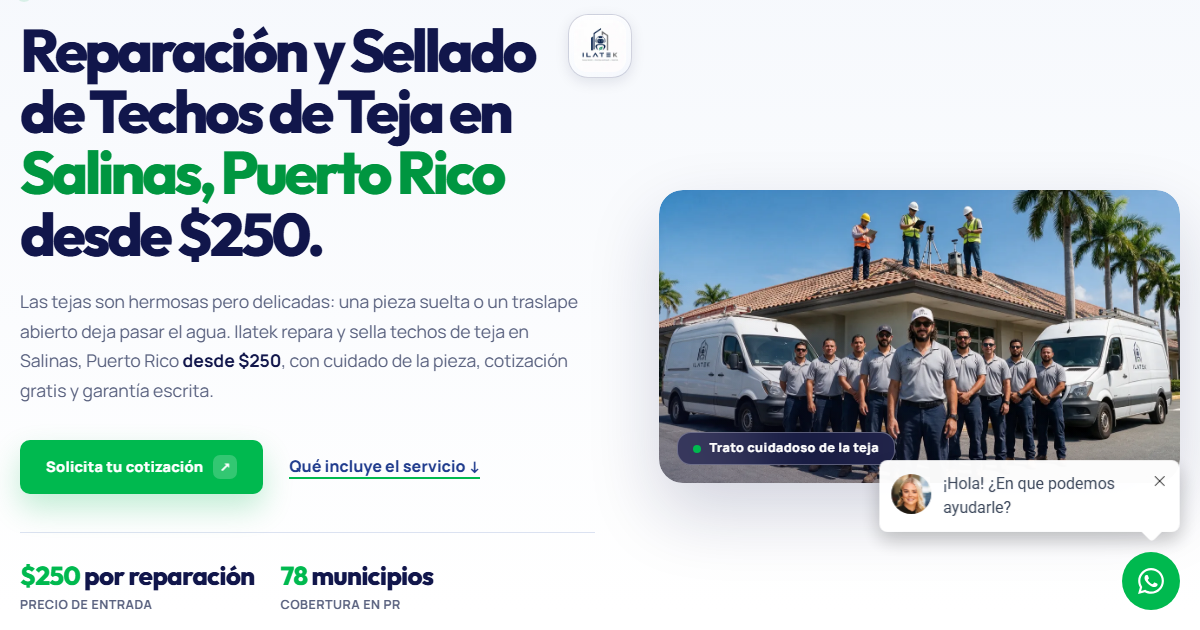 Reparación y Sellado
de Techos de Teja en
Salinas, Puerto Rico
desde $250.
ILATEK
Las tejas son hermosas pero delicadas: una pieza suelta o un traslape
abierto deja pasar el agua. Ilatek repara y sella techos de teja en
Salinas, Puerto Rico desde $250, con cuidado de la pieza, cotización
gratis y garantía escrita.
Solicita tu cotización ↗
Qué incluye el servicio ↓
$250 por reparación
PRECIO DE ENTRADA
78 municipios
COBERTURA EN PR
ILATEK
ILATEK
Trato cuidadoso de la teja
¡Hola! ¿En que podemos
ayudarle?